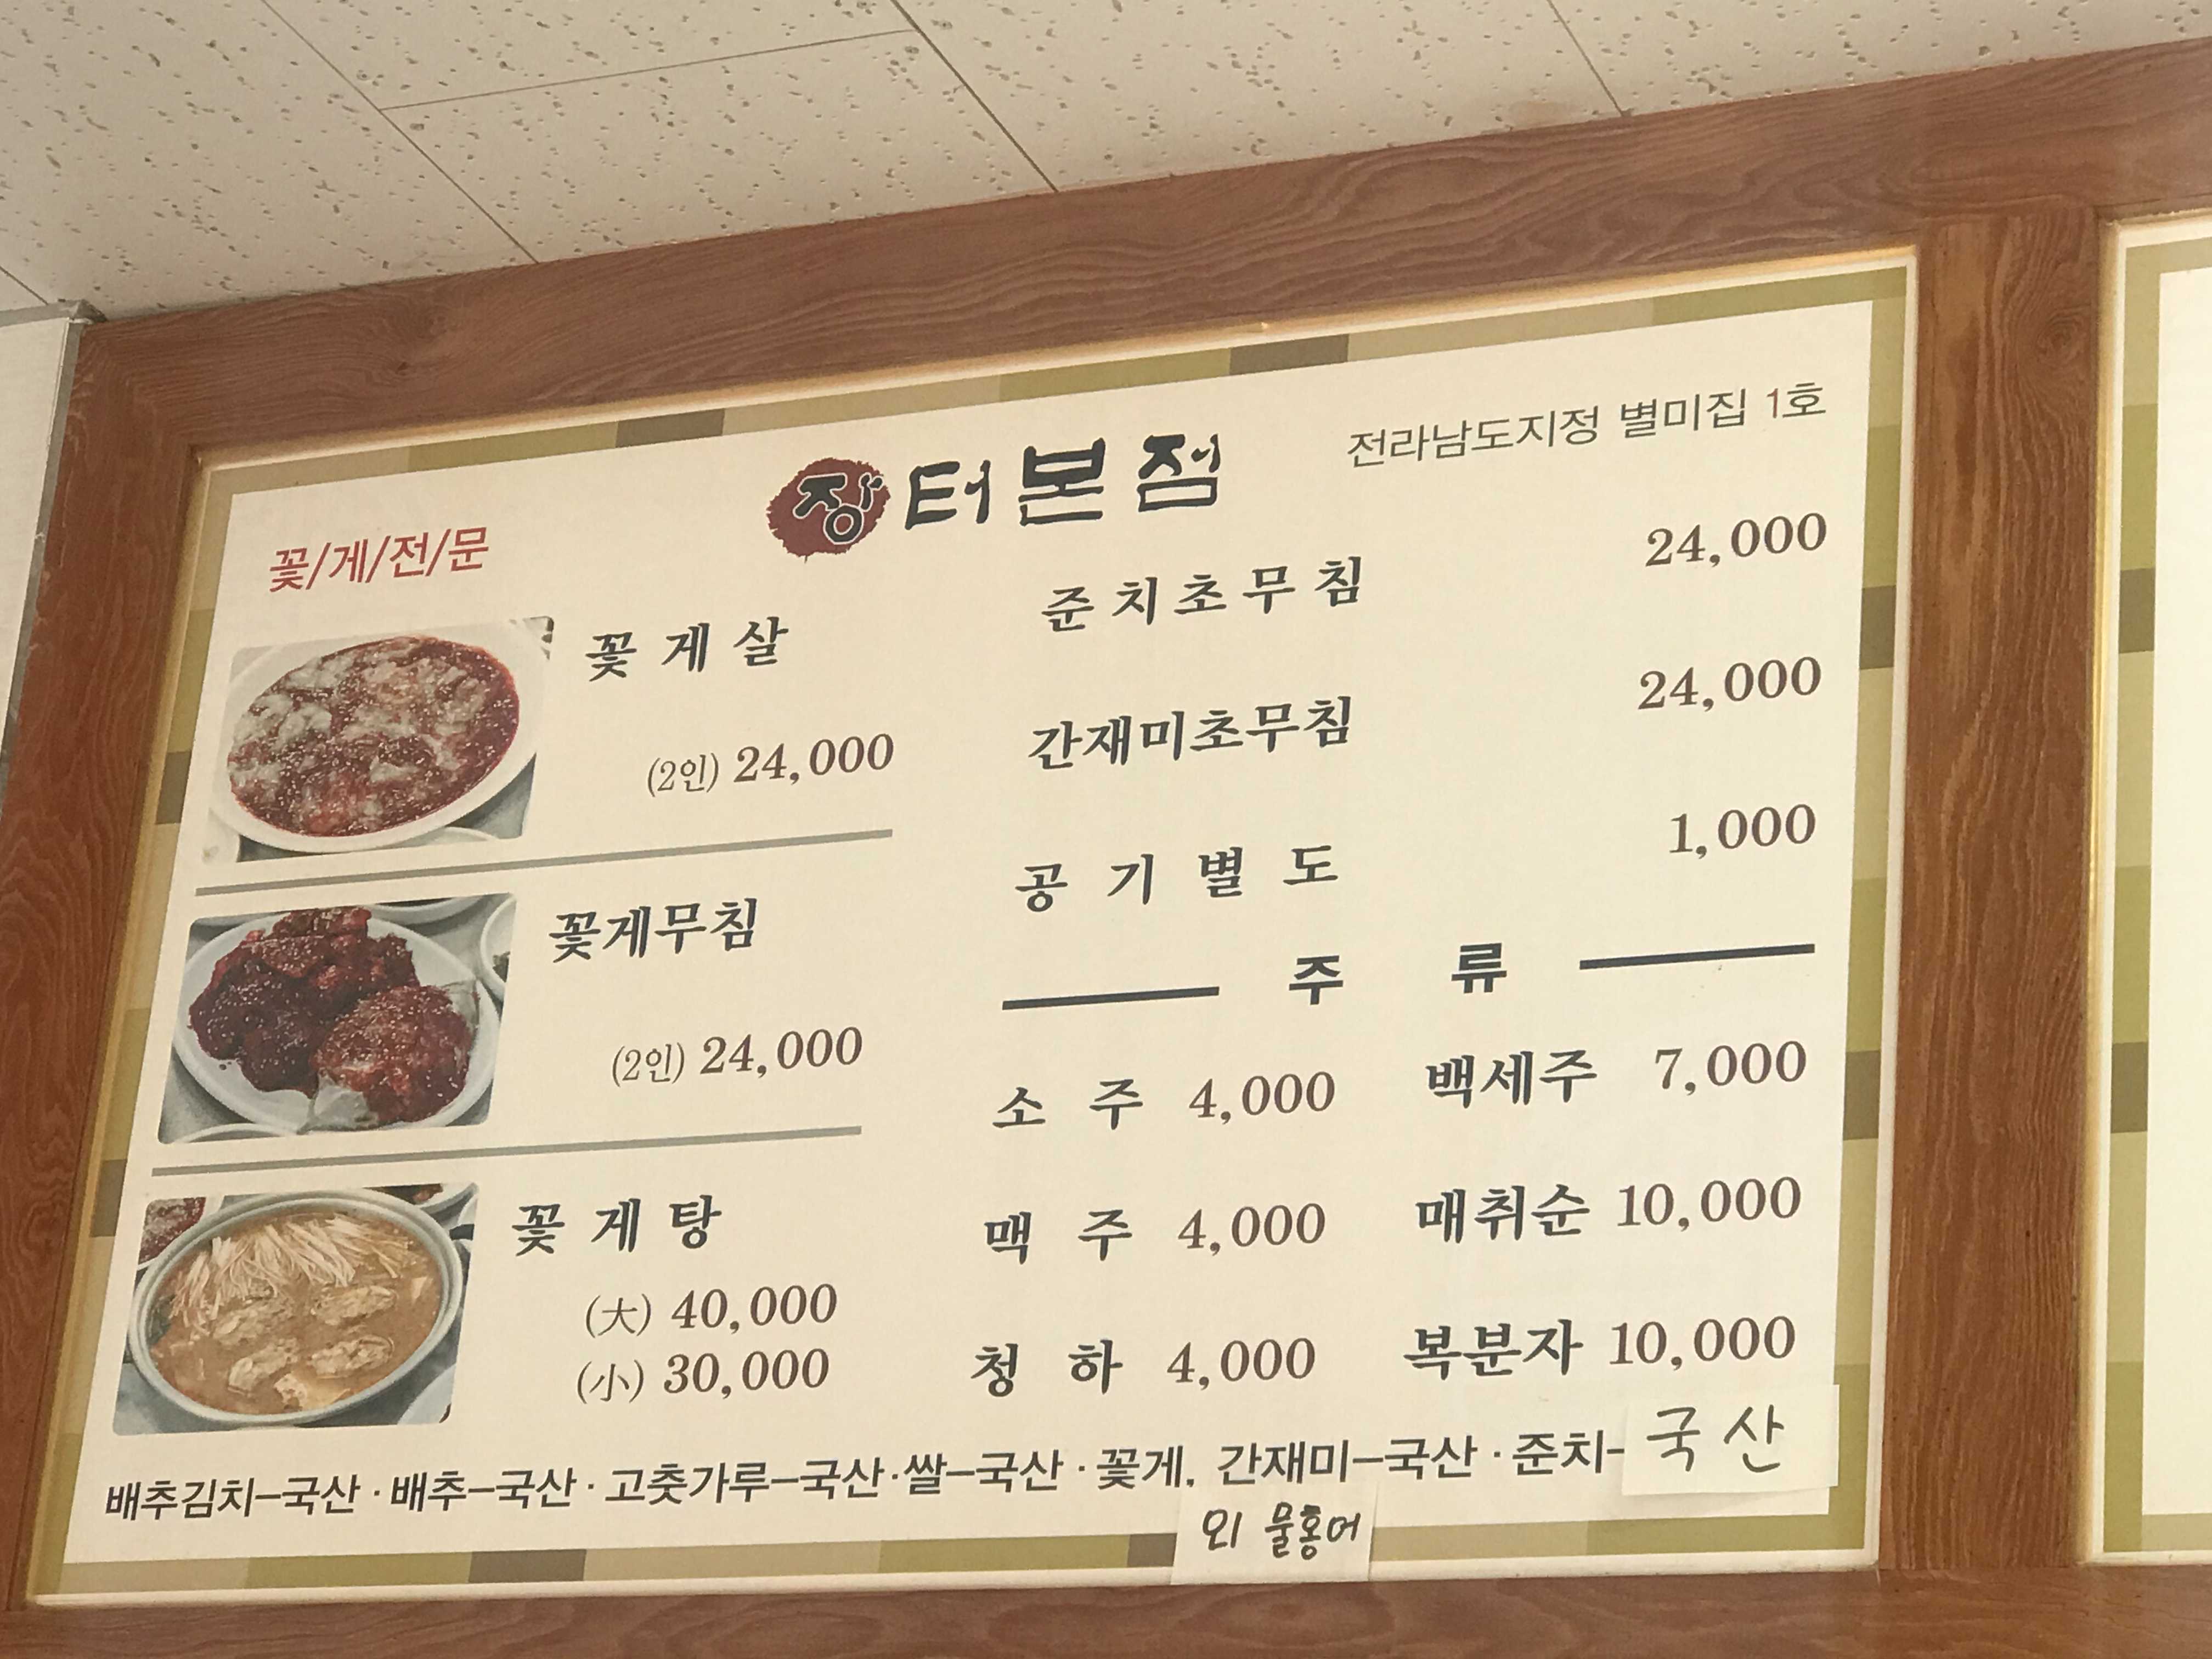 전라남도지정 별미집 1호
장터본점
꽃/게/전/문
꽃게살
(2인) 24,000
꽃게무침
(2인) 24,000
꽃게탕
(大) 40,000
(小) 30,000
준치초무침 24,000
간재미초무침 24,000
공기별도 1,000
주류
소주 4,000 백세주 7,000
맥주 4,000 매취순 10,000
청하 4,000 복분자 10,000
배추김치-국산·배추-국산·고춧가루-국산·쌀-국산·꽃게, 간재미-국산·준치-국산
외 물홍어